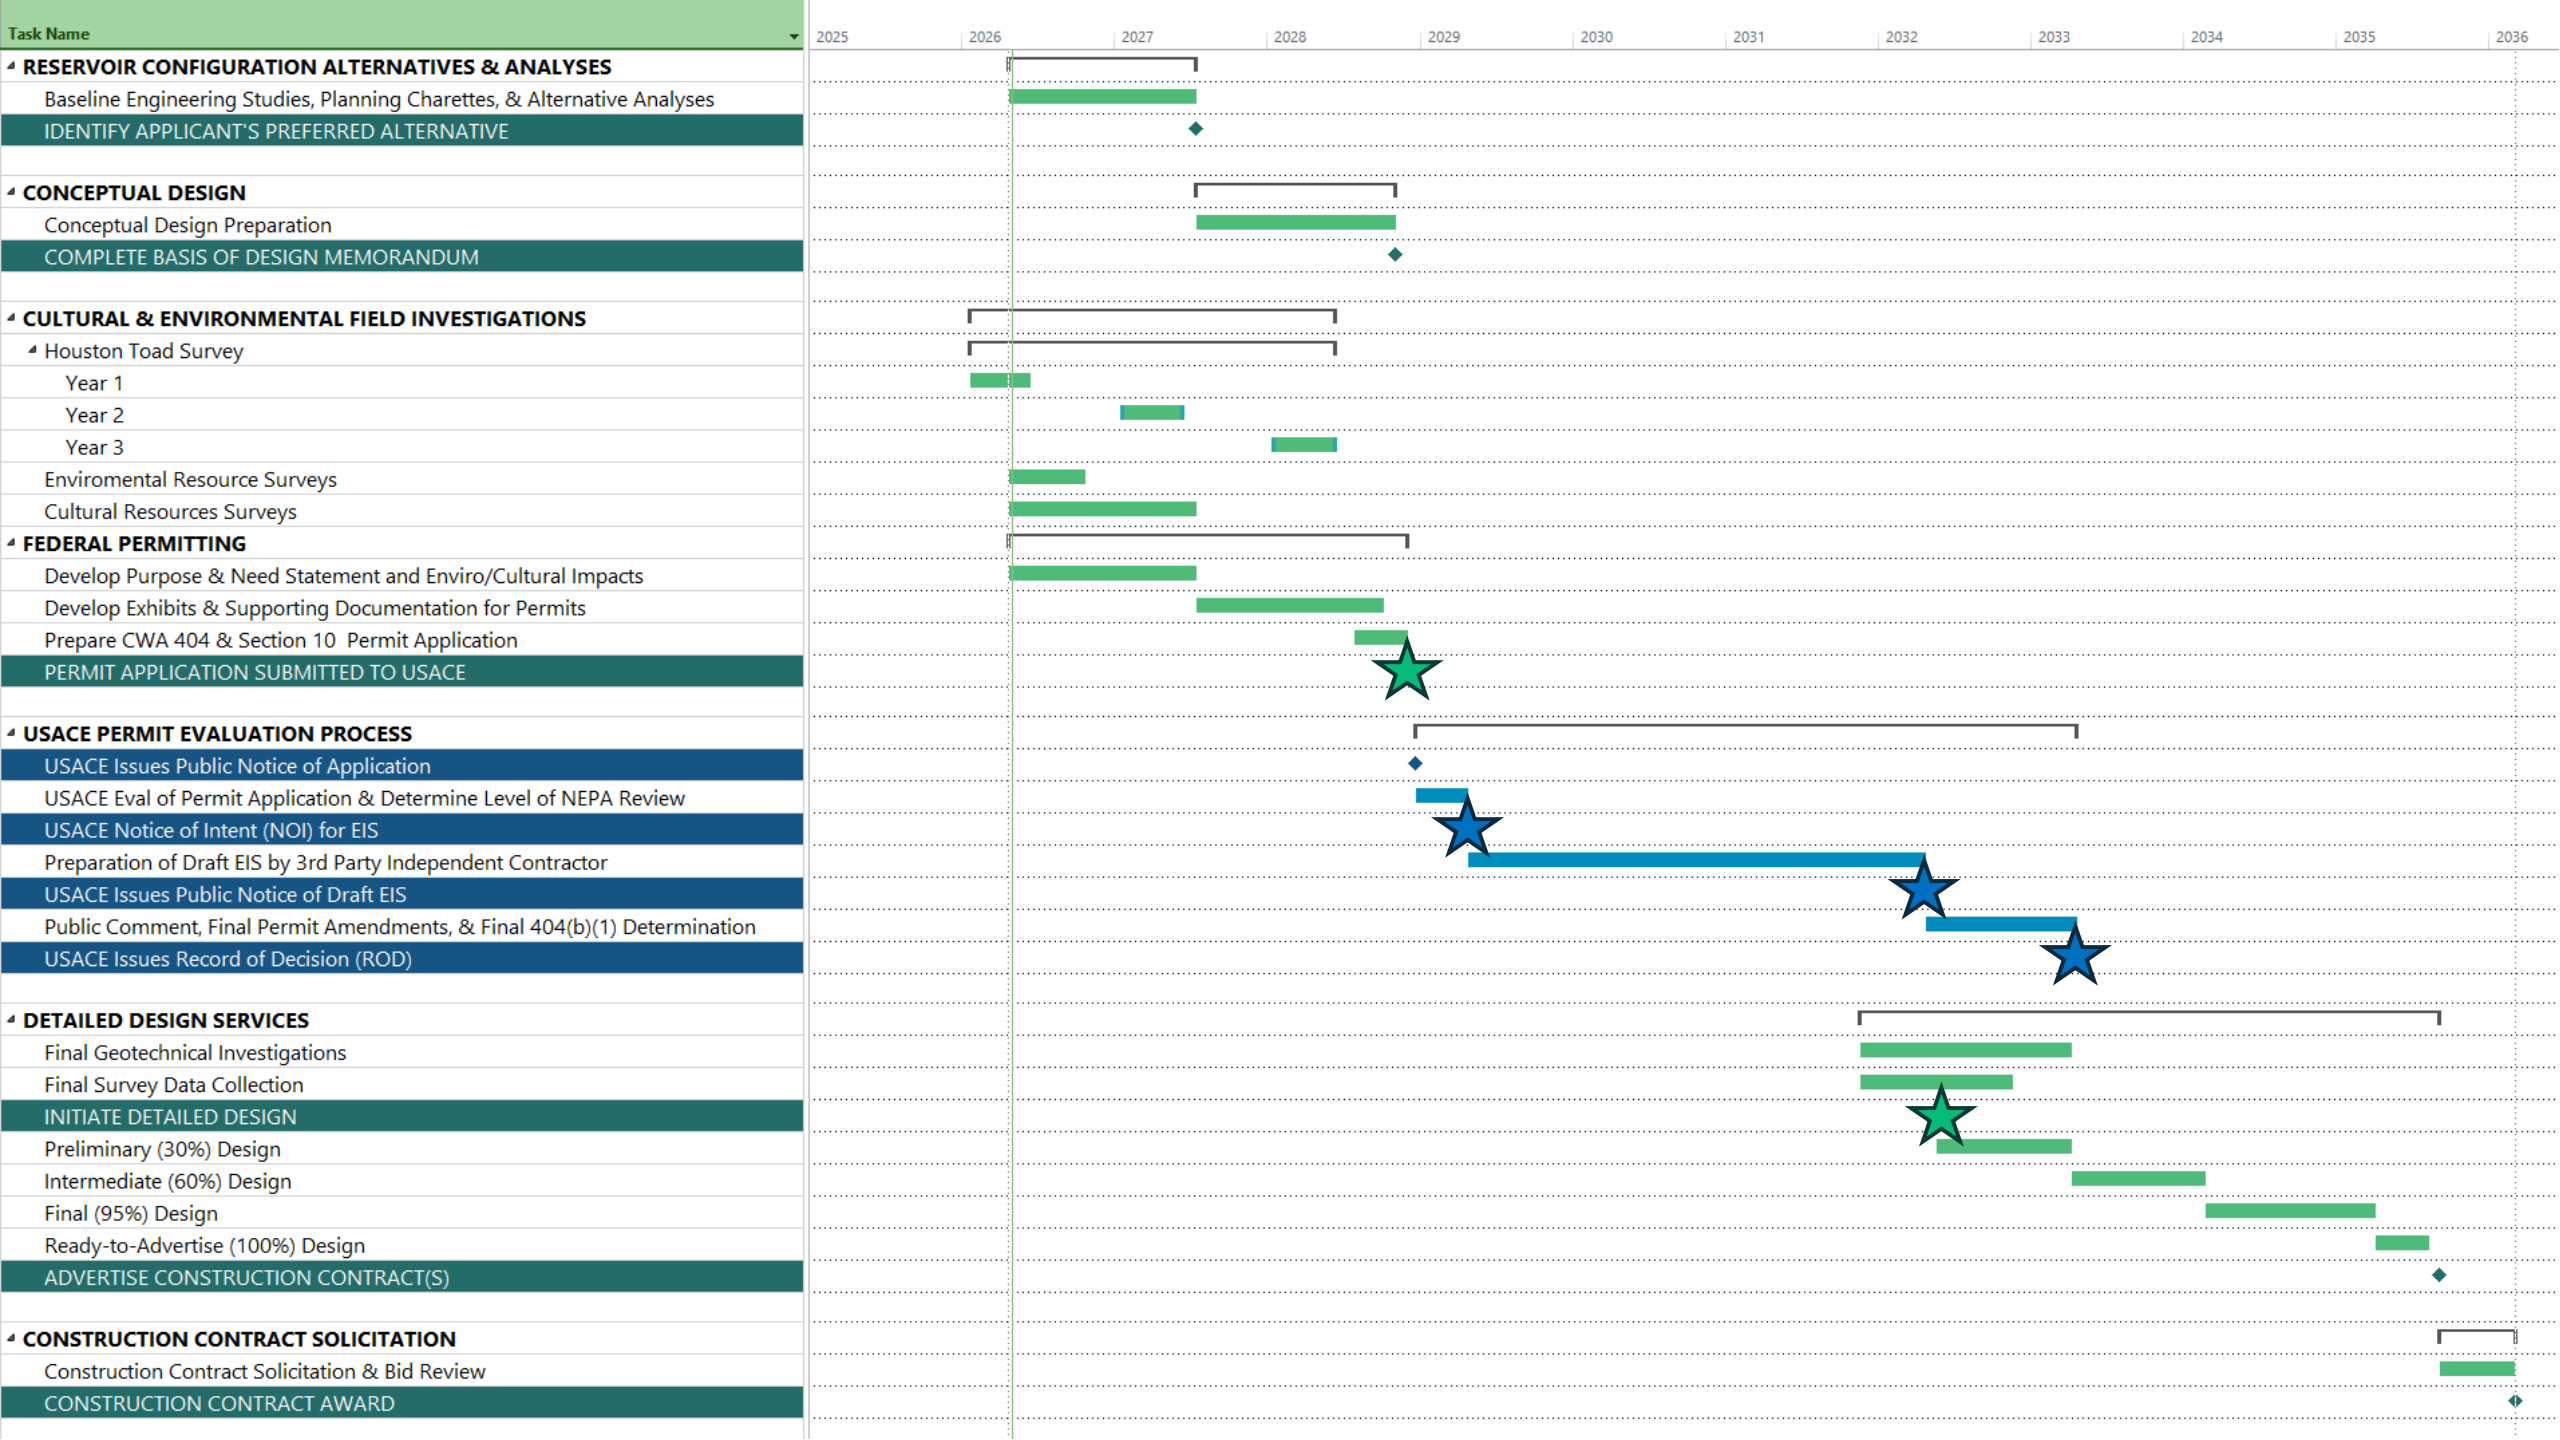 Task Name
2025 2026 2027 2028 2029 2030 2031 2032 2033 2034 2035 2036
RESERVOIR CONFIGURATION ALTERNATIVES & ANALYSES
Baseline Engineering Studies, Planning Charettes, & Alternative Analyses
IDENTIFY APPLICANT'S PREFERRED ALTERNATIVE
CONCEPTUAL DESIGN
Conceptual Design Preparation
COMPLETE BASIS OF DESIGN MEMORANDUM
CULTURAL & ENVIRONMENTAL FIELD INVESTIGATIONS
Houston Toad Survey
Year 1
Year 2
Year 3
Enviromental Resource Surveys
Cultural Resources Surveys
FEDERAL PERMITTING
Develop Purpose & Need Statement and Enviro/Cultural Impacts
Develop Exhibits & Supporting Documentation for Permits
Prepare CWA 404 & Section 10 Permit Application
PERMIT APPLICATION SUBMITTED TO USACE
USACE PERMIT EVALUATION PROCESS
USACE Issues Public Notice of Application
USACE Eval of Permit Application & Determine Level of NEPA Review
USACE Notice of Intent (NOI) for EIS
Preparation of Draft EIS by 3rd Party Independent Contractor
USACE Issues Public Notice of Draft EIS
Public Comment, Final Permit Amendments, & Final 404(b)(1) Determination
USACE Issues Record of Decision (ROD)
DETAILED DESIGN SERVICES
Final Geotechnical Investigations
Final Survey Data Collection
INITIATE DETAILED DESIGN
Preliminary (30%) Design
Intermediate (60%) Design
Final (95%) Design
Ready-to-Advertise (100%) Design
ADVERTISE CONSTRUCTION CONTRACT(S)
CONSTRUCTION CONTRACT SOLICITATION
Construction Contract Solicitation & Bid Review
CONSTRUCTION CONTRACT AWARD